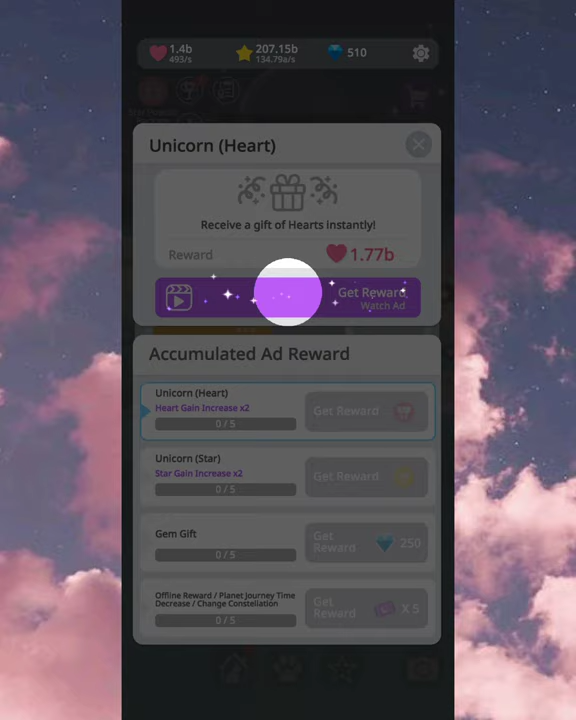 1.4b
493/s
207.15b
134.79a/s
510
Unicorn (Heart)
Receive a gift of Hearts instantly!
Reward
1.77b
Get Reward
Watch Ad
Accumulated Ad Reward
Unicorn (Heart)
Heart Gain Increase x2
0 / 5
Get Reward
Unicorn (Star)
Star Gain Increase x2
0 / 5
Get Reward
Gem Gift
0 / 5
Get
Reward
250
Offline Reward / Planet Journey Time
Decrease / Change Constellation
0 / 5
Get
Reward
X 5